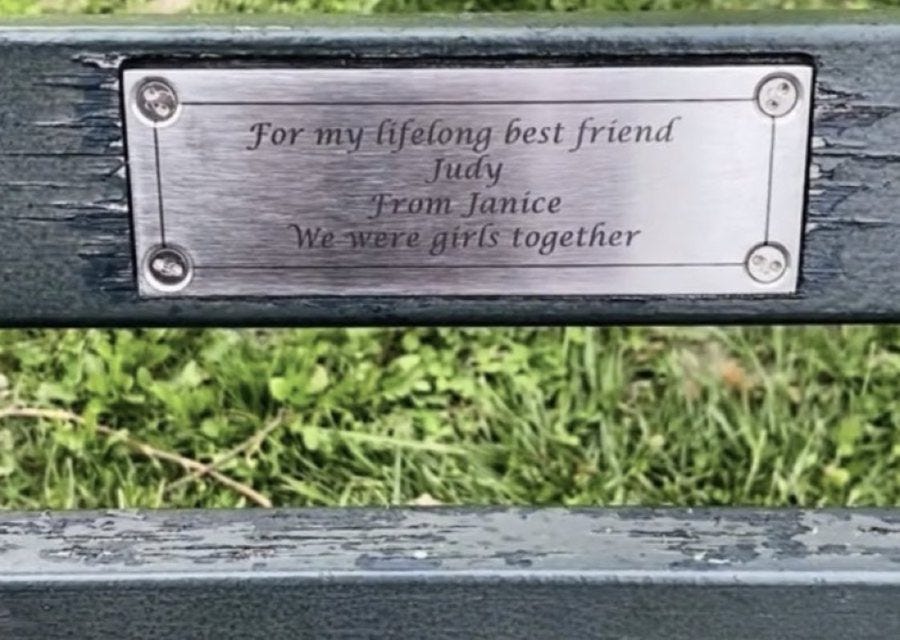 For my lifelong best friend
Judy
From Janice
We were girls together